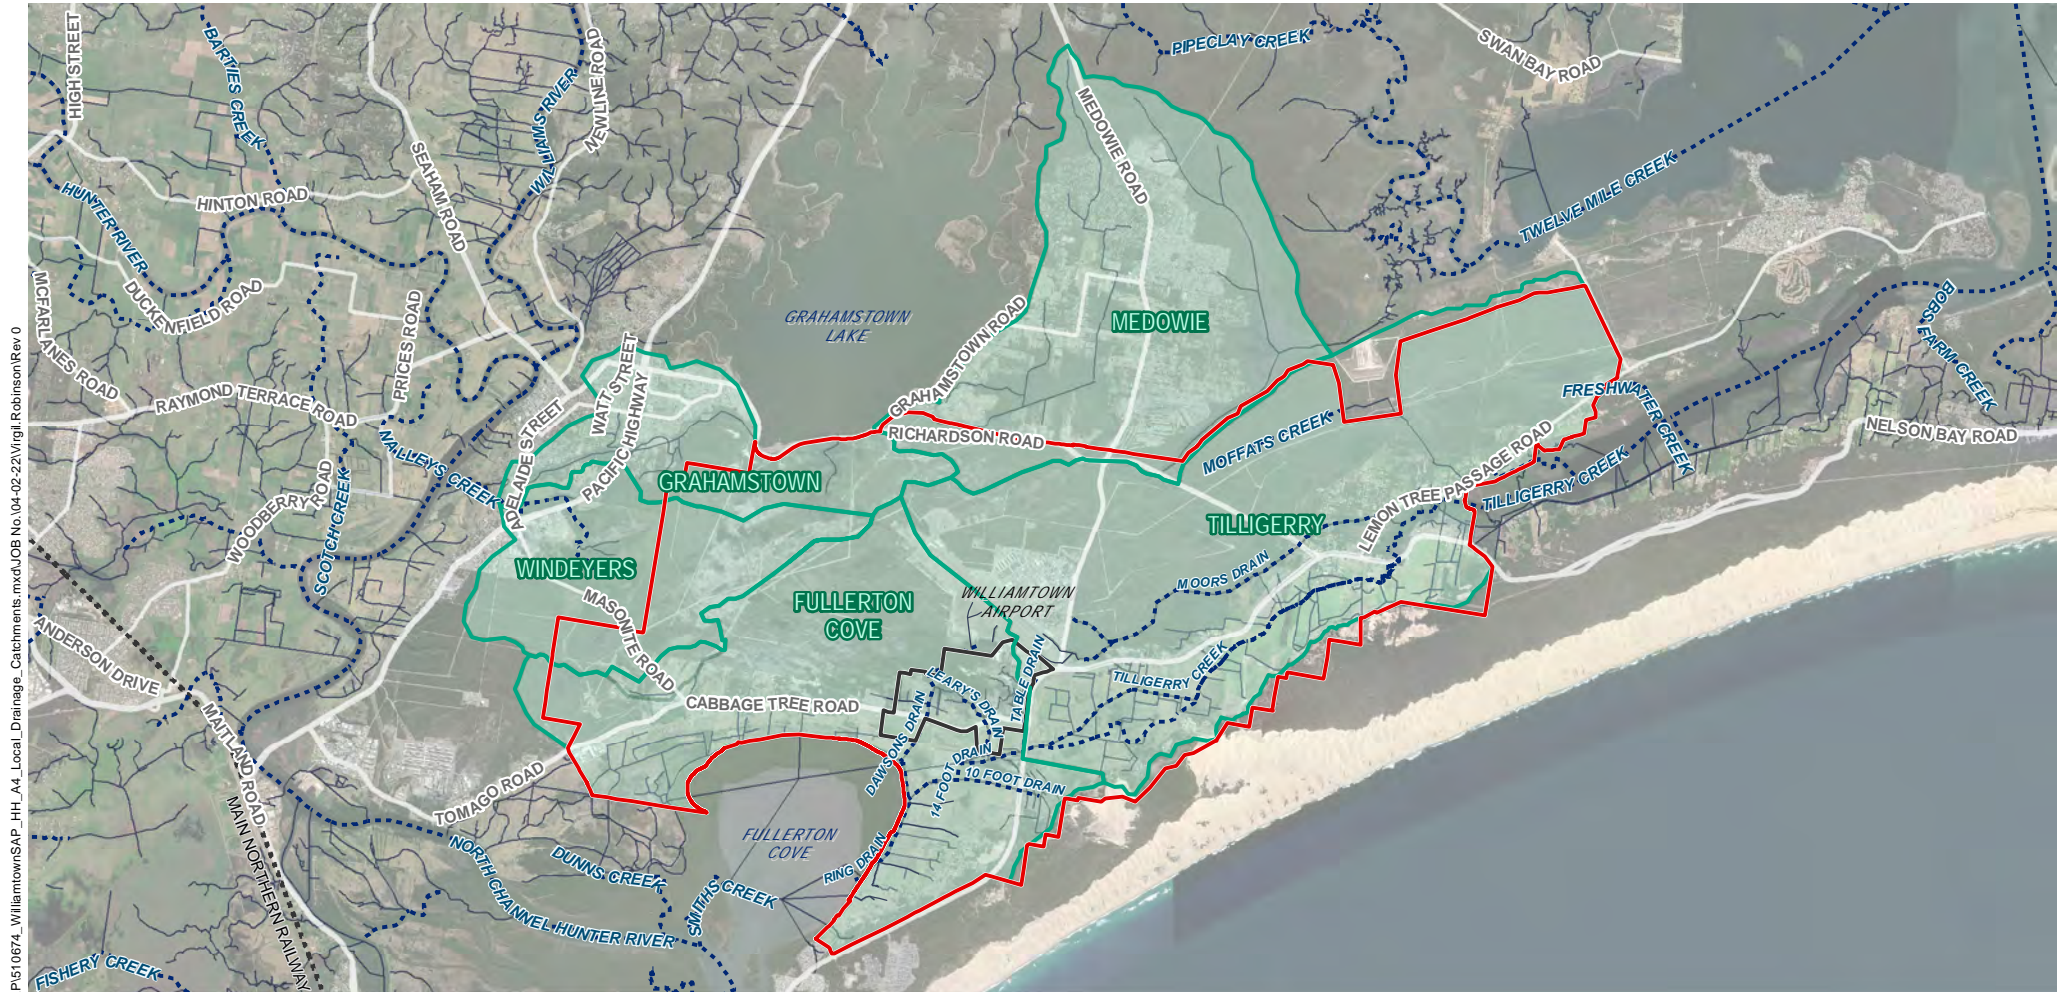 P:\510674_WilliamtownSAP_HH_A4_Local_Drainage_Catchments.mxd\JOB No.\04-02-22\Virgil.Robinson\Rev 0
HIGH STREET
BARTIES CREEK
WILLIAMS RIVER
NEWLINE ROAD
PIPECLAY CREEK
SWAN BAY ROAD
MEDOWIE ROAD
SEAHAM ROAD
HINTON ROAD
HUNTER RIVER
TWELVE MILE CREEK
DUCKENFIELD ROAD
MCFARLANES ROAD
PRICES ROAD
GRAHAMSTOWN
LAKE
GRAHAMSTOWN ROAD
MEDOWIE
BOBS FARM CREEK
RAYMOND TERRACE ROAD
WATT STREET
PACIFIC HIGHWAY
ADELAIDE STREET
RICHARDSON ROAD
MOFFATS CREEK
FRESHWATER CREEK
NELSON BAY ROAD
NALLEY'S CREEK
WOODBERRY ROAD
SCOTCH CREEK
GRAHAMSTOWN
LEMON TREE PASSAGE ROAD
TILLIGERRY CREEK
TILLIGERRY
WINDEYERS
MASONITE ROAD
FULLERTON
COVE
WILLIAMTOWN
AIRPORT
MOORS DRAIN
ANDERSON DRIVE
MAITLAND ROAD
CABBAGE TREE ROAD
LEARY'S DRAIN
TABLE DRAIN
TILLIGERRY CREEK
DAWSONS DRAIN
14 FOOT DRAIN
10 FOOT DRAIN
TOMAGO ROAD
MAIN NORTHERN RAILWAY
FULLERTON
COVE
RING DRAIN
DUNNS CREEK
SMITHS CREEK
NORTH CHANNEL HUNTER RIVER
FISHERY CREEK